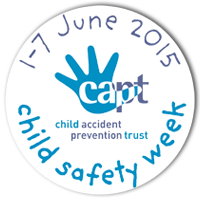 1-7 June 2015
capt
child accident
prevention trust
child safety week